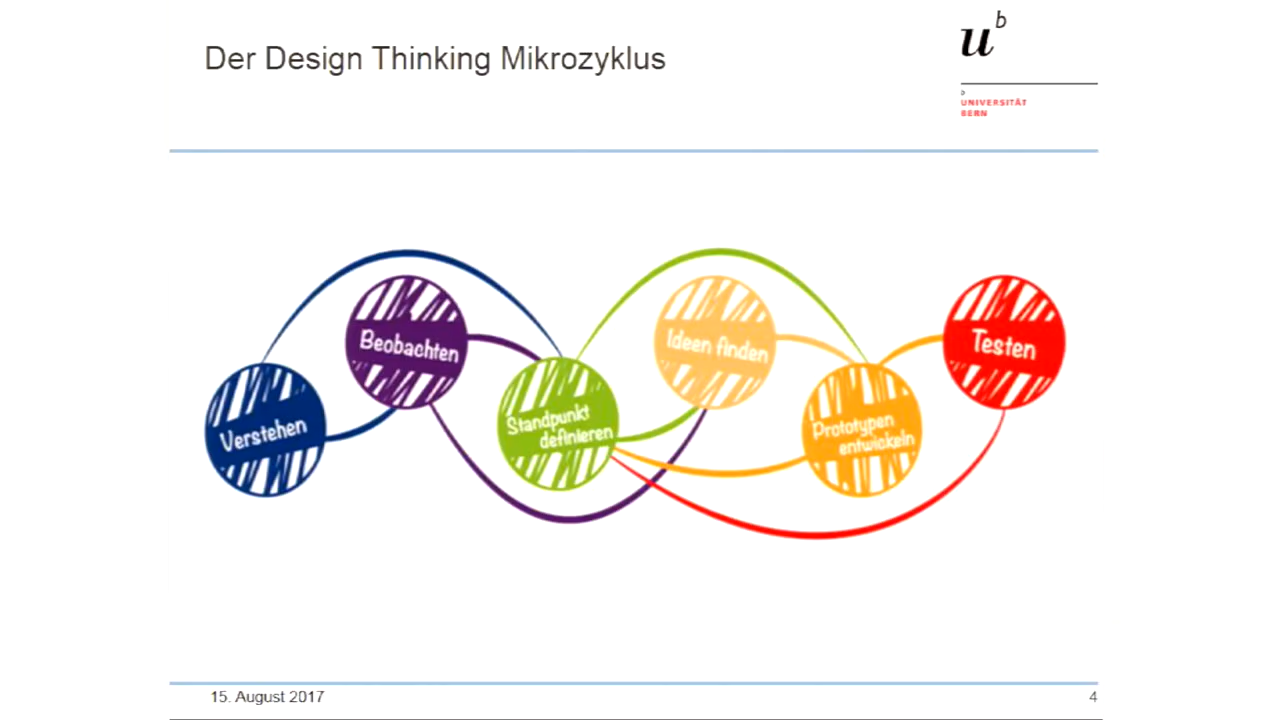 Der Design Thinking Mikrozyklus
u b
b
UNIVERSITÄT
BERN
Verstehen
Beobachten
Standpunkt
definieren
Ideen finden
Prototypen
entwickeln
Testen
15. August 2017
4